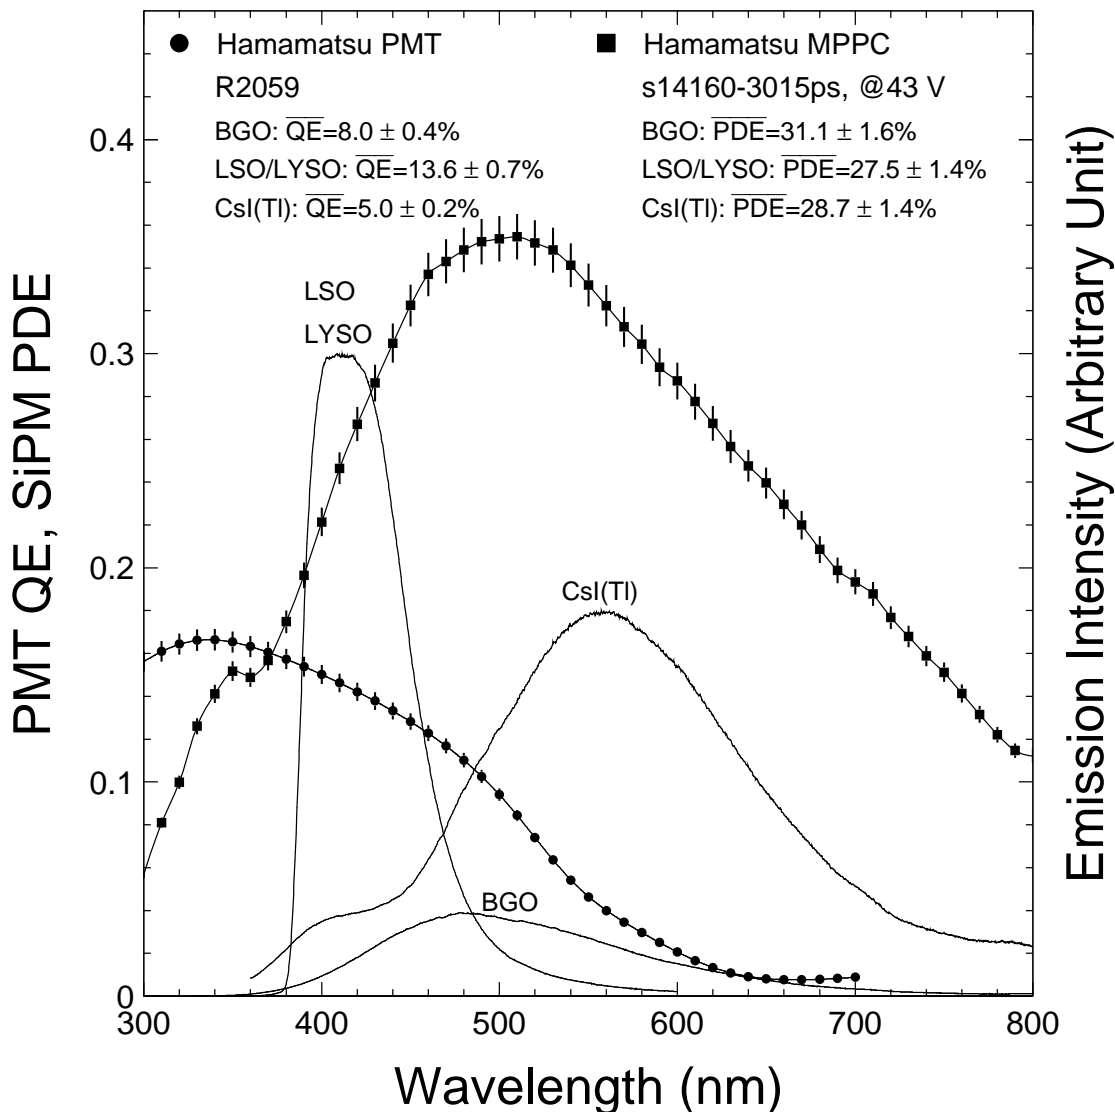 Hamamatsu PMT
R2059
BGO: QE=8.0 ± 0.4%
LSO/LYSO: QE=13.6 ± 0.7%
CsI(Tl): QE=5.0 ± 0.2%
Hamamatsu MPPC
s14160-3015ps, @43 V
BGO: PDE=31.1 ± 1.6%
LSO/LYSO: PDE=27.5 ± 1.4%
CsI(Tl): PDE=28.7 ± 1.4%
PMT QE, SiPM PDE
0.4
0.3
0.2
0.1
0
LSO
LYSO
CsI(Tl)
BGO
300 400 500 600 700 800
Wavelength (nm)
Emission Intensity (Arbitrary Unit)